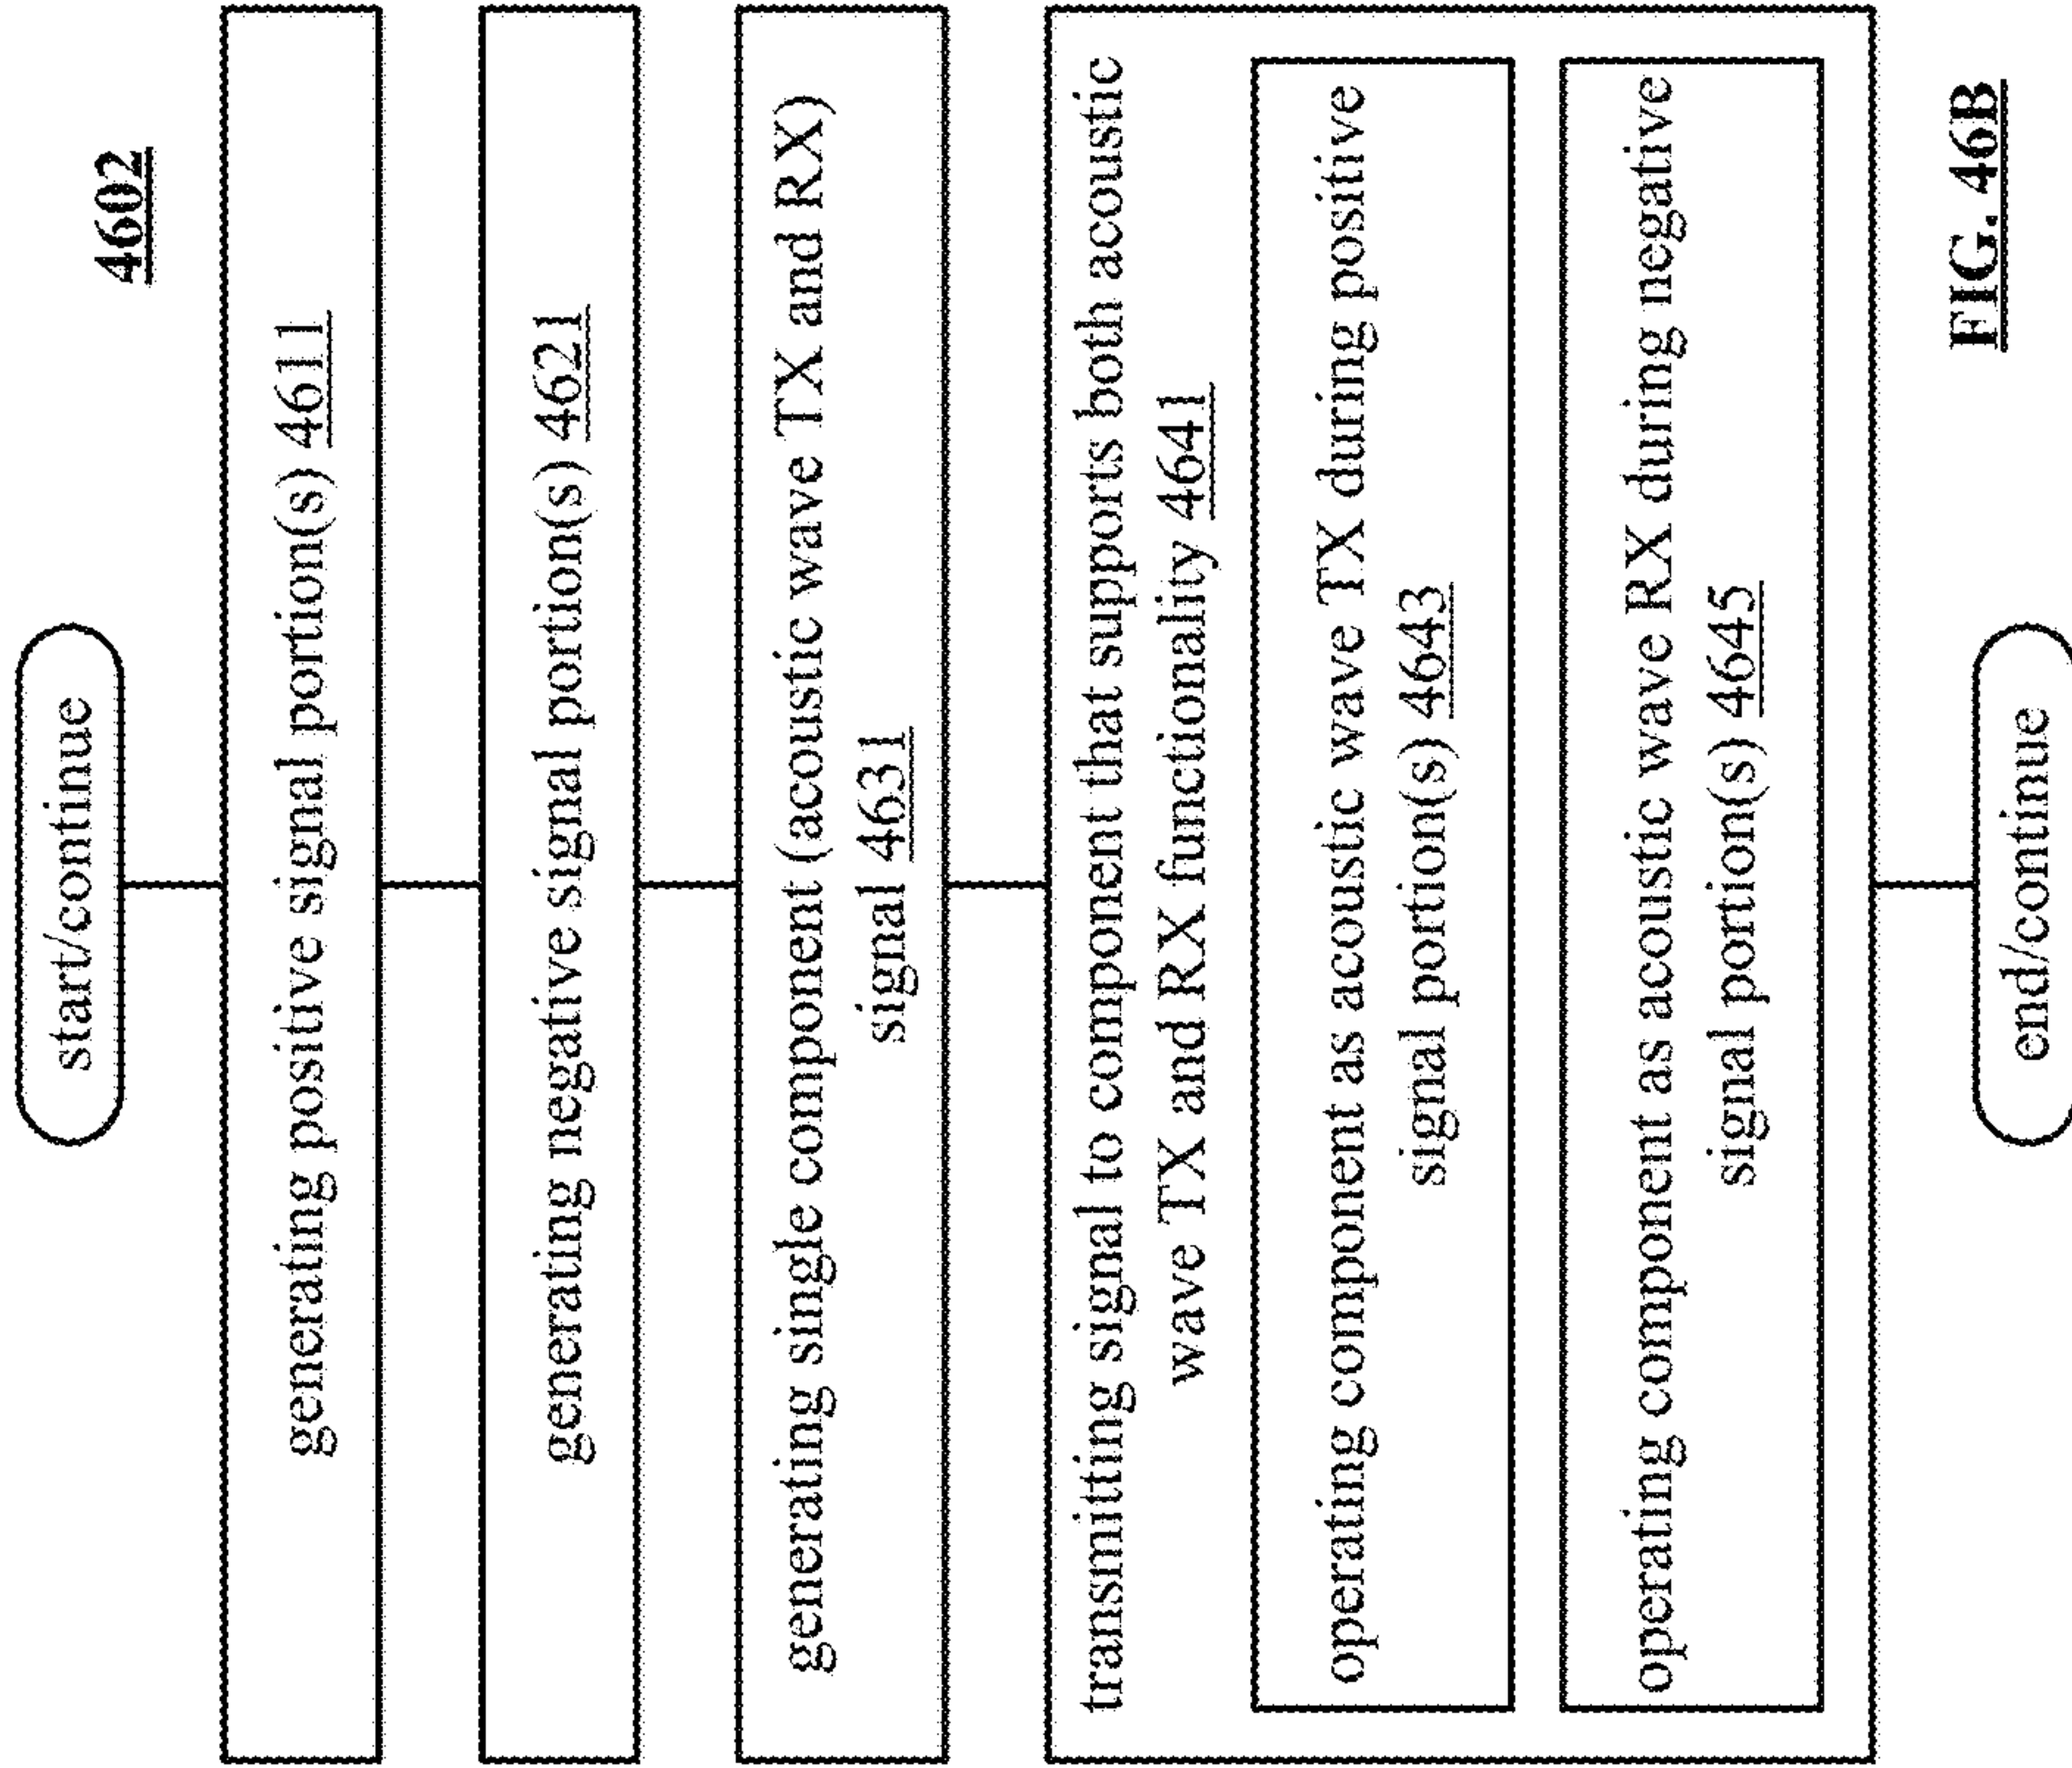 4602
start/continue
generating positive signal portion(s) 4611
generating negative signal portion(s) 4621
generating single component (acoustic wave TX and RX)
signal 4631
transmitting signal to component that supports both acoustic
wave TX and RX functionality 4641
operating component as acoustic wave TX during positive
signal portion(s) 4643
operating component as acoustic wave RX during negative
signal portion(s) 4645
end/continue
FIG. 46B